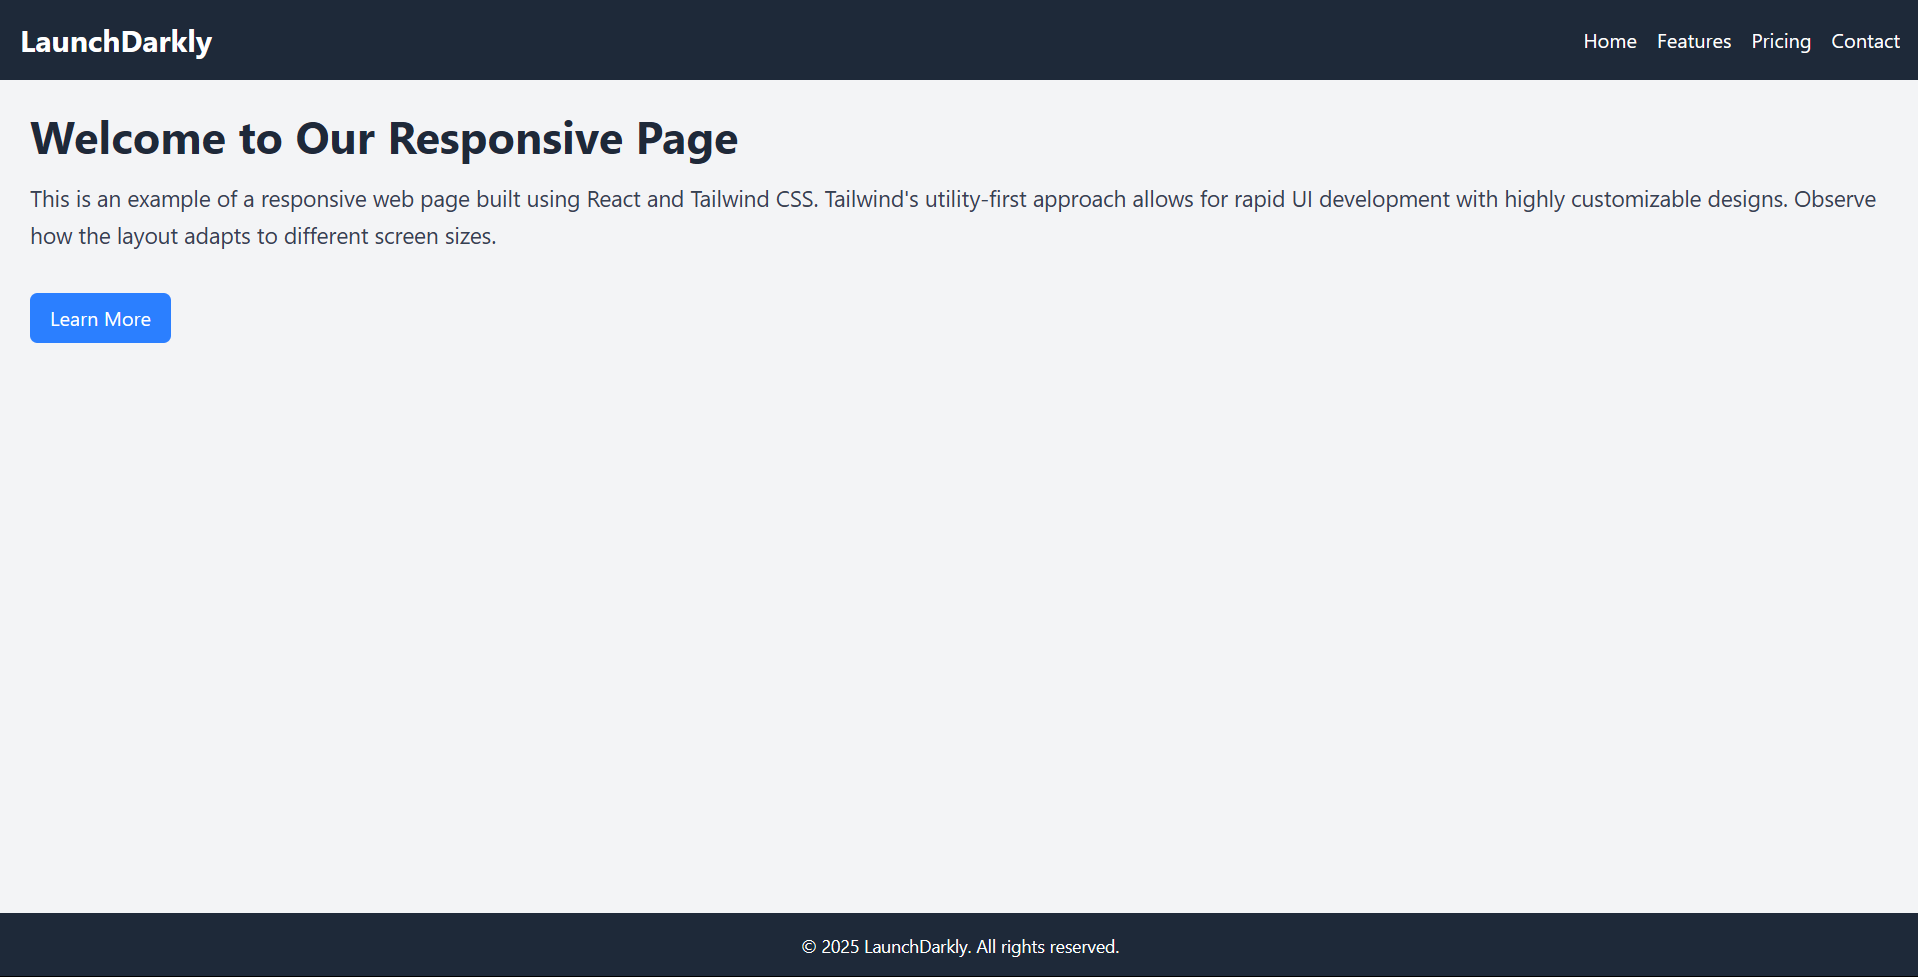 LaunchDarkly
Home Features Pricing Contact
Welcome to Our Responsive Page
This is an example of a responsive web page built using React and Tailwind CSS. Tailwind's utility-first approach allows for rapid UI development with highly customizable designs. Observe
how the layout adapts to different screen sizes.
Learn More
© 2025 LaunchDarkly. All rights reserved.